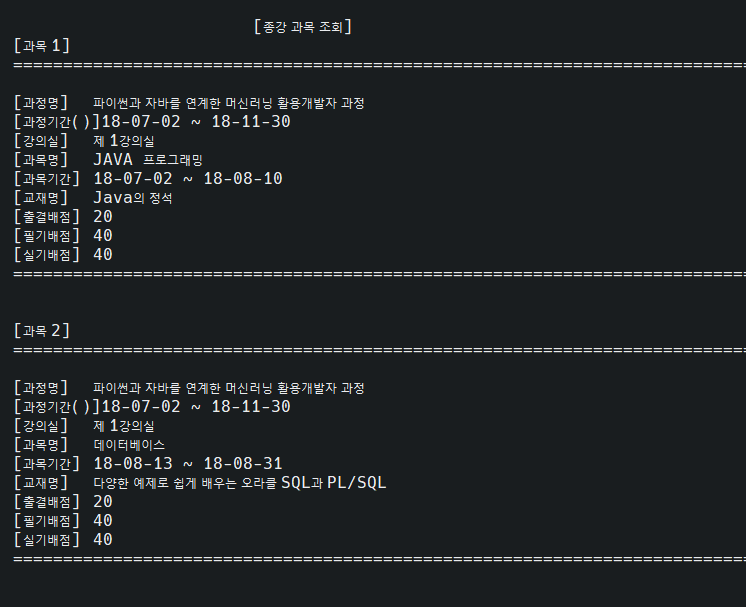 [종강 과목 조회]
[과목 1]
==========================================================================
[과정명] 파이썬과 자바를 연계한 머신러닝 활용개발자 과정
[과정기간()]18-07-02 ~ 18-11-30
[강의실] 제 1강의실
[과목명] JAVA 프로그래밍
[과목기간] 18-07-02 ~ 18-08-10
[교재명] Java의 정석
[출결배점] 20
[필기배점] 40
[실기배점] 40
==========================================================================
[과목 2]
==========================================================================
[과정명] 파이썬과 자바를 연계한 머신러닝 활용개발자 과정
[과정기간()]18-07-02 ~ 18-11-30
[강의실] 제 1강의실
[과목명] 데이터베이스
[과목기간] 18-08-13 ~ 18-08-31
[교재명] 다양한 예제로 쉽게 배우는 오라클 SQL과 PL/SQL
[출결배점] 20
[필기배점] 40
[실기배점] 40
==========================================================================